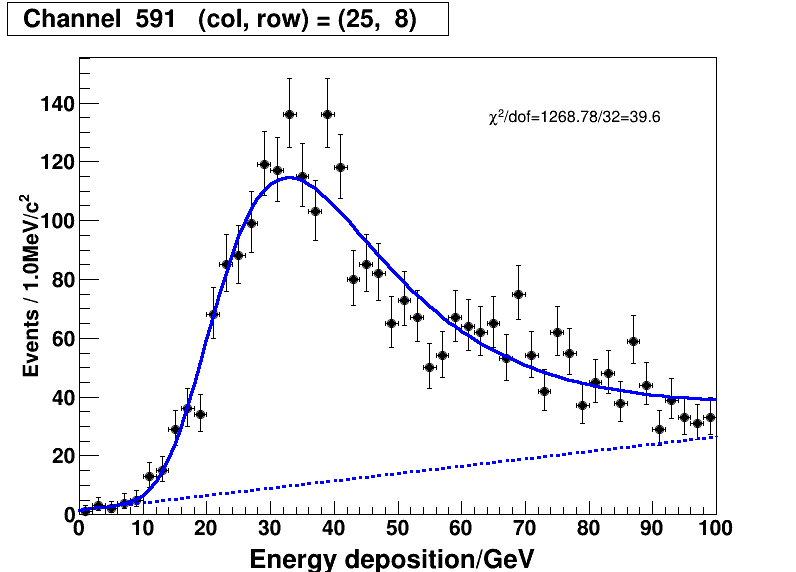 Channel 591 (col, row) = (25, 8)
χ²/dof=1268.78/32=39.6
Events / 1.0MeV/c²
140
120
100
80
60
40
20
0
0 10 20 30 40 50 60 70 80 90 100
Energy deposition/GeV